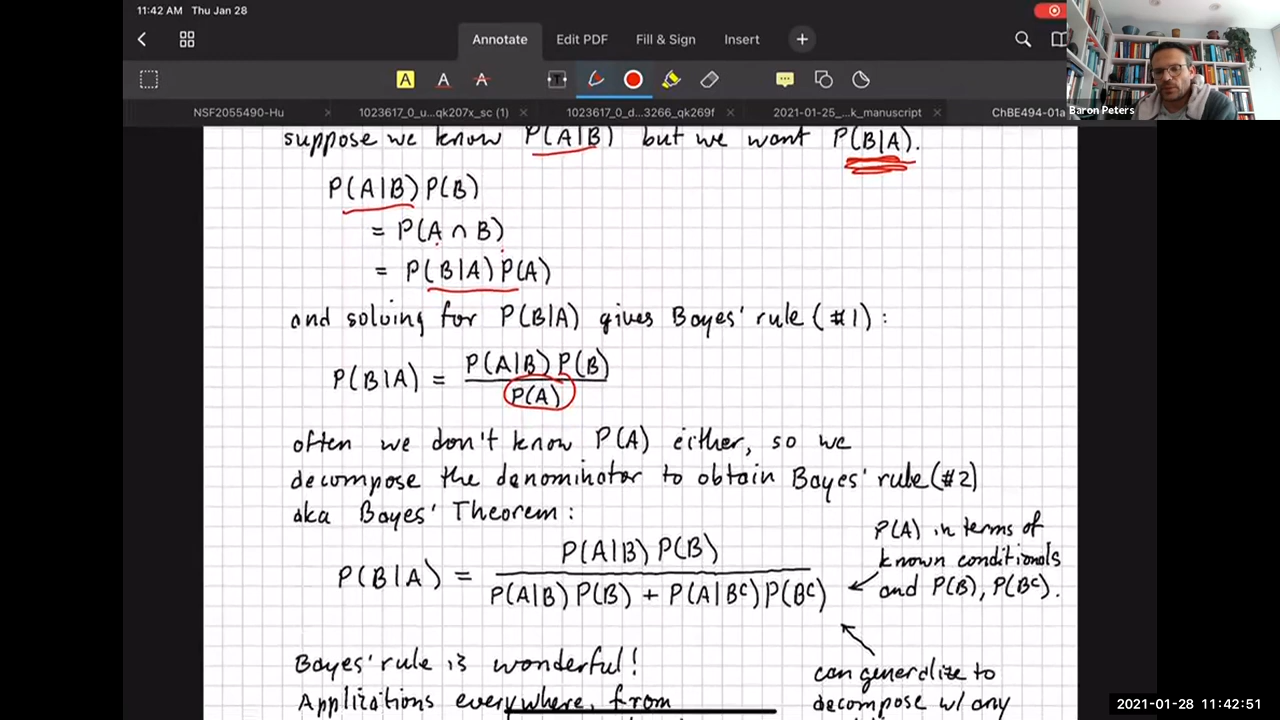 11:42 AM Thu Jan 28
Annotate Edit PDF Fill & Sign Insert
NSF2055490-Hu 1023617_0_u...qk207x_sc (1) 1023617_0_d...3266_qk269f 2021-01-25_...k_manuscript ChBE494-01a
Baron Peters
suppose we know P(A|B) but we want P(B|A).
P(A|B) P(B)
= P(A ∩ B)
= P(B|A) P(A)
and solving for P(B|A) gives Bayes' rule (#1):
P(B|A) = P(A|B) P(B) / P(A)
often we don't know P(A) either, so we
decompose the denominator to obtain Bayes' rule (#2)
aka Bayes' Theorem:
P(B|A) = P(A|B) P(B) / P(A|B) P(B) + P(A|Bᶜ) P(Bᶜ)
P(A) in terms of
known conditionals
and P(B), P(Bᶜ).
Bayes' rule is wonderful!
Applications everywhere, from
can generalize to
decompose w/ any
2021-01-28 11:42:51